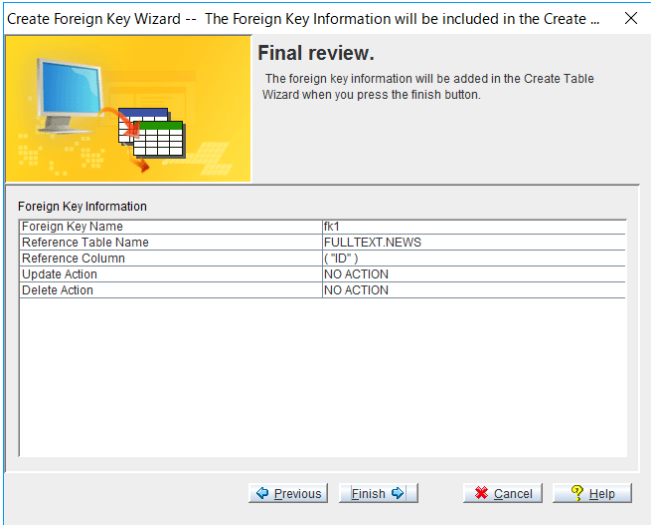 Create Foreign Key Wizard -- The Foreign Key Information will be included in the Create ...
Final review.
The foreign key information will be added in the Create Table
Wizard when you press the finish button.
Foreign Key Information
Foreign Key Name fk1
Reference Table Name FULLTEXT.NEWS
Reference Column ( "ID" )
Update Action NO ACTION
Delete Action NO ACTION
Previous Finish Cancel Help